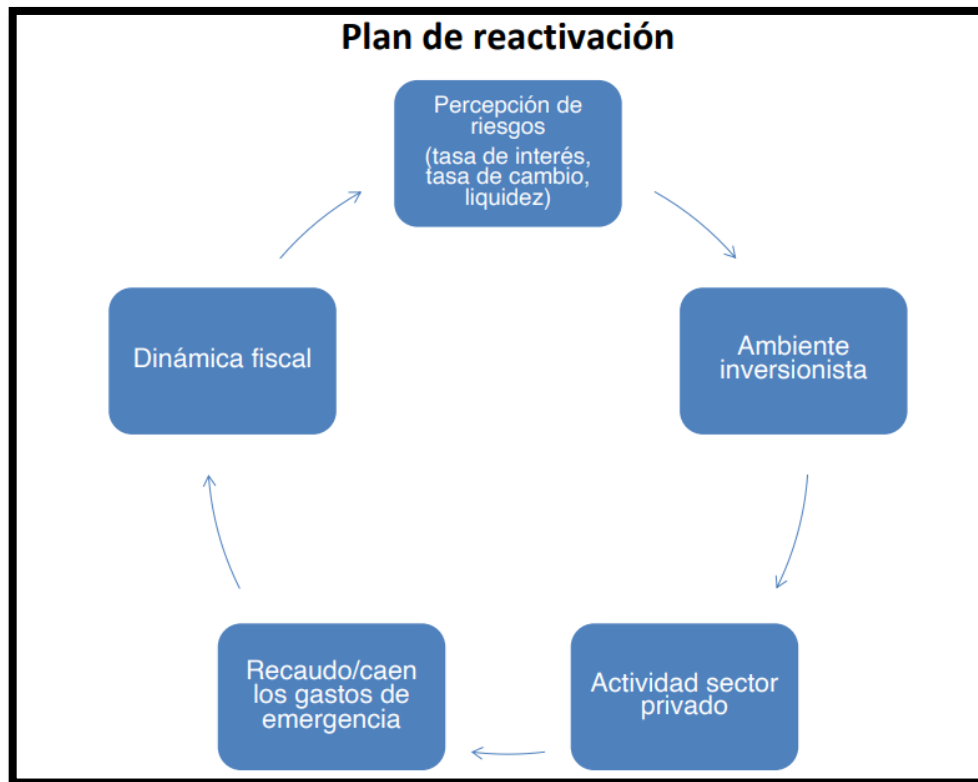 Plan de reactivación
Percepción de
riesgos
(tasa de interés,
tasa de cambio,
liquidez)
Ambiente
inversionista
Actividad sector
privado
Recaudo/caen
los gastos de
emergencia
Dinámica fiscal